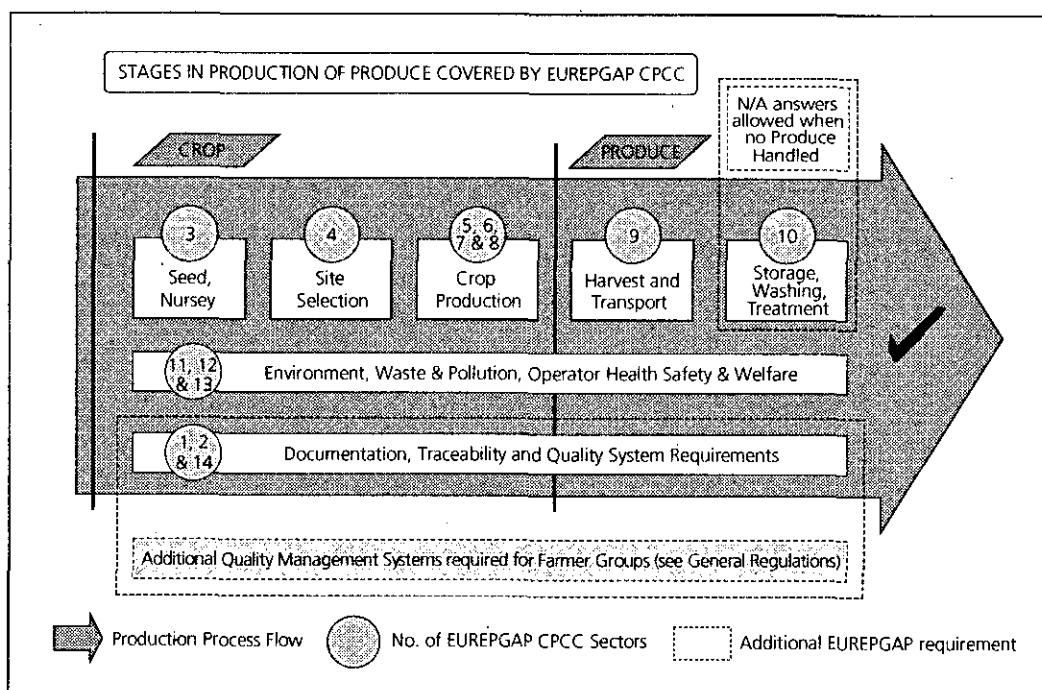 STAGES IN PRODUCTION OF PRODUCE COVERED BY EUREPGAP CPCC
N/A answers
allowed when
no Produce
Handled
CROP
PRODUCE
3
Seed,
Nursey
4
Site
Selection
5, 6,
7 & 8
Crop
Production
9
Harvest and
Transport
10
Storage,
Washing,
Treatment
11, 12
& 13
Environment, Waste & Pollution, Operator Health Safety & Welfare
1, 2
& 14
Documentation, Traceability and Quality System Requirements
Additional Quality Management Systems required for Farmer Groups (see General Regulations)
Production Process Flow
No. of EUREPGAP CPCC Sectors
Additional EUREPGAP requirement